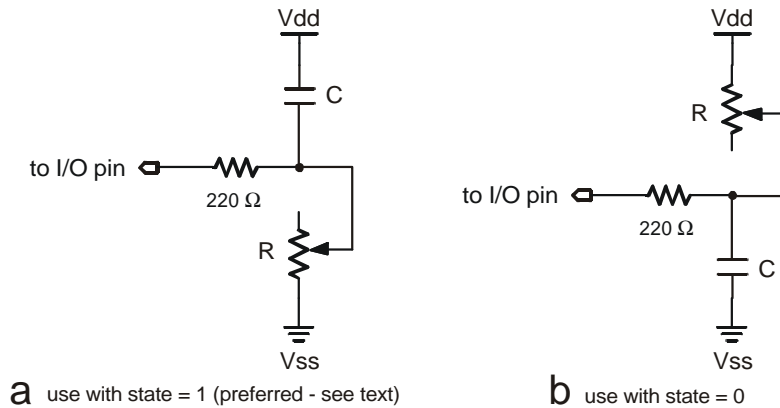 Vdd
C
to I/O pin
220 Ω
R
Vss
a use with state = 1 (preferred - see text)
Vdd
R
to I/O pin
220 Ω
C
Vss
b use with state = 0